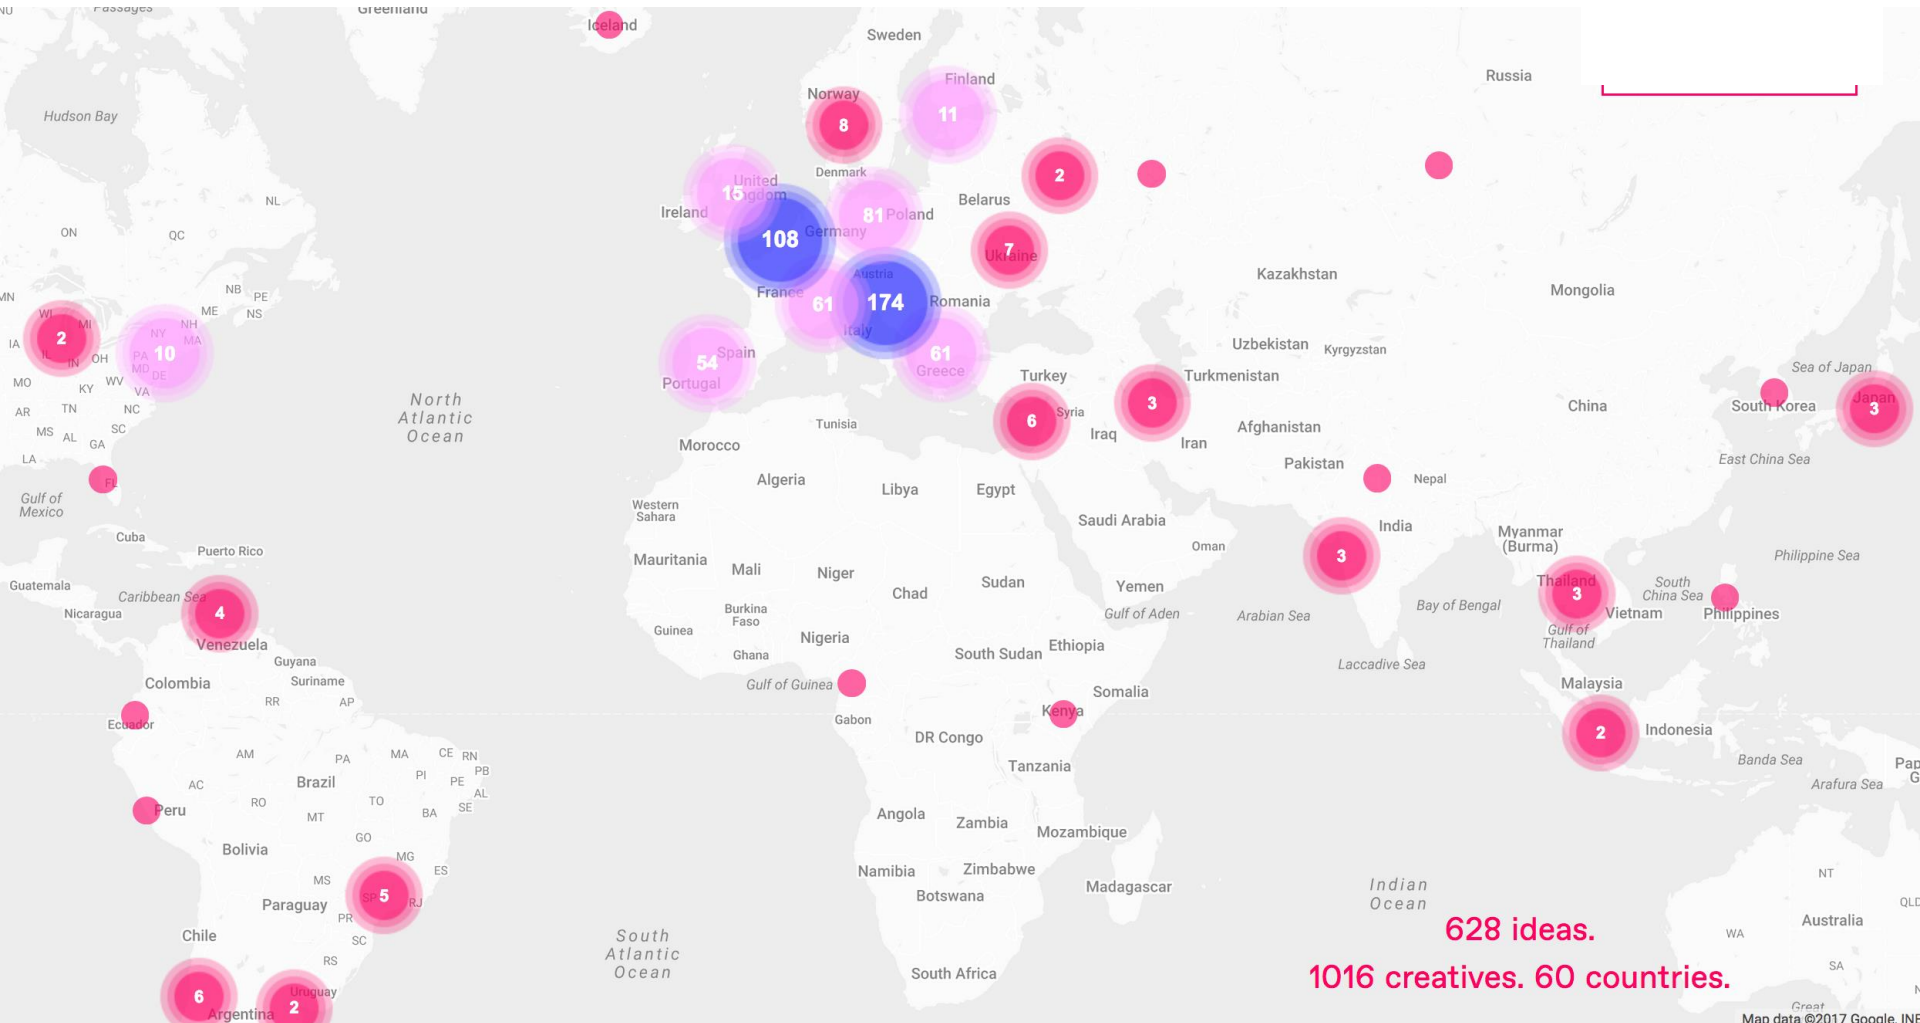 NU
Passages
Greenland
Iceland
Sweden
Finland
Russia
Norway
Hudson Bay
11
8
Denmark
2
United
Kingdom
15
NL
Belarus
Ireland
81
Poland
ON
QC
Germany
108
7
Ukraine
Kazakhstan
Austria
Mongolia
NB
PE
MN
France
61
174
Romania
ME
NS
WI
MI
NH
NY
MA
Italy
2
IA
IL
IN
OH
PA
10
Uzbekistan
Kyrgyzstan
Spain
54
61
Greece
MD
DE
Sea of Japan
MO
KY
WV
VA
Portugal
Turkey
Turkmenistan
North
Atlantic
Ocean
AR
TN
NC
Syria
3
China
South Korea
Japan
3
MS
AL
GA
SC
Tunisia
6
Iraq
Iran
Afghanistan
Morocco
LA
Pakistan
East China Sea
FL
Algeria
Libya
Egypt
Nepal
Gulf of
Mexico
Western
Sahara
Saudi Arabia
India
Cuba
Puerto Rico
Oman
Myanmar
(Burma)
Mauritania
Mali
Niger
3
Philippine Sea
Guatemala
Caribbean Sea
Chad
Sudan
Yemen
Thailand
3
South
China Sea
Nicaragua
4
Burkina
Faso
Gulf of Aden
Arabian Sea
Bay of Bengal
Vietnam
Philippines
Venezuela
Guinea
Nigeria
Ethiopia
Gulf of
Thailand
Guyana
Ghana
South Sudan
Laccadive Sea
Colombia
Suriname
Gulf of Guinea
Somalia
Malaysia
RR
AP
Ecuador
Gabon
Kenya
DR Congo
2
Indonesia
AM
PA
MA
CE
RN
Tanzania
Banda Sea
Pap
G
AC
Brazil
PI
PE
PB
AL
Arafura Sea
Peru
RO
MT
TO
BA
SE
Angola
Zambia
Mozambique
GO
Bolivia
MG
ES
Namibia
Zimbabwe
NT
MS
SP
5
RJ
Botswana
Madagascar
Indian
Ocean
QLD
Paraguay
PR
Australia
Chile
SC
South
Atlantic
Ocean
628 ideas.
WA
RS
South Africa
1016 creatives. 60 countries.
SA
6
Uruguay
2
N
Argentina
Great
Map data ©2017 Google, INE